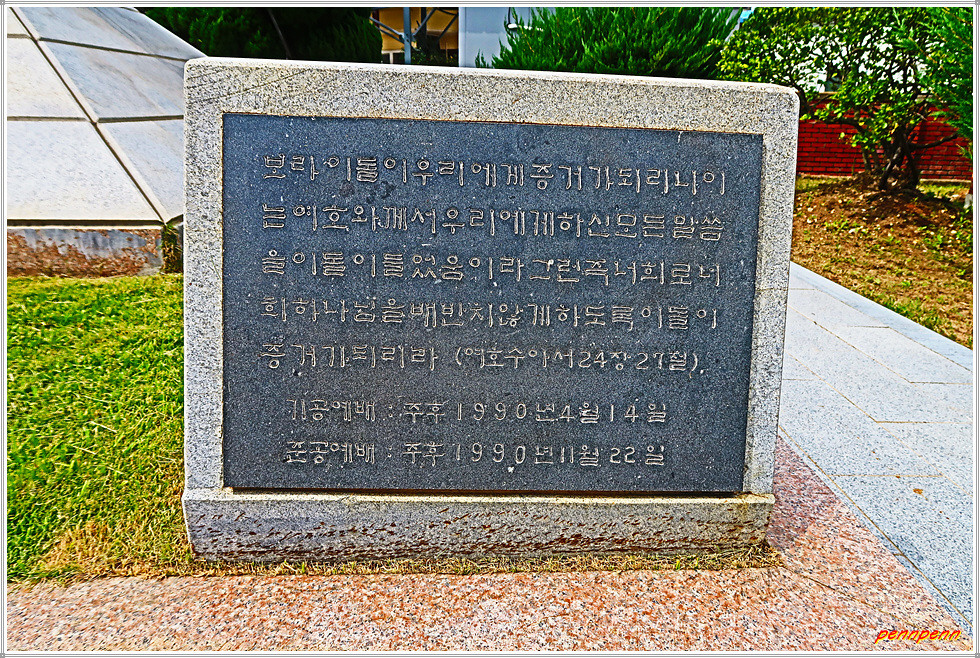 보라 이돌이우리에게증거가되리니이
는여호와께서우리에게하신모든말씀
을이돌이들었음이라그런즉너희로너
희하나님을배반치않게하도록이돌이
증거가되리라 (여호수아서24장27절)
기공예배 : 주후 1990년4월14일
준공예배 : 주후 1990년11월22일
pennpenn